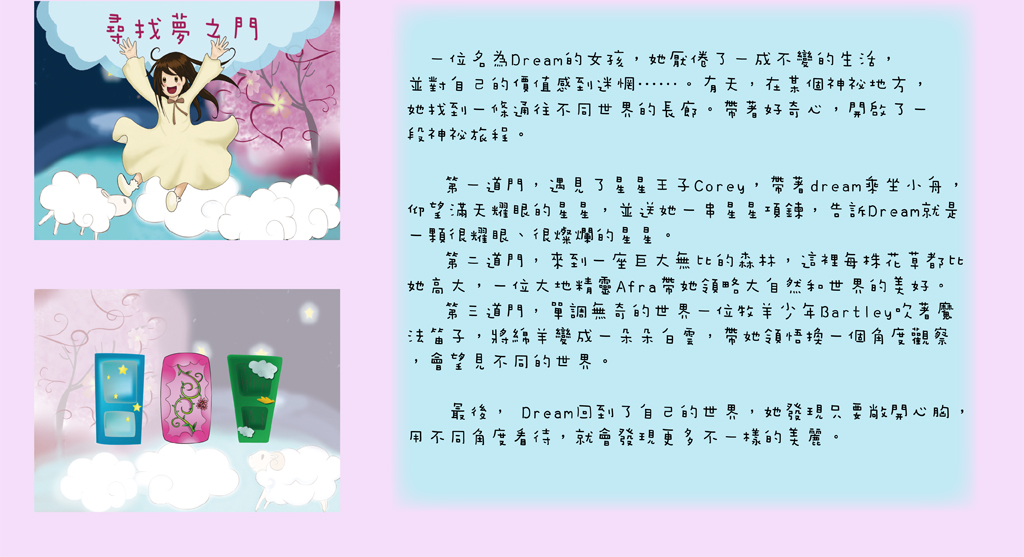 尋找夢之門
一位名為Dream的女孩，她厭倦了一成不變的生活，
並對自己的價值感到迷惘……。有天，在某個神祕地方，
她找到一條通往不同世界的長廊。帶著好奇心，開啟了一
段神祕旅程。
第一道門，遇見了星星王子Corey，帶著dream乘坐小舟，
仰望滿天耀眼的星星，並送她一串星星項鍊，告訴Dream就是
一顆很耀眼、很燦爛的星星。
第二道門，來到一座巨大無比的森林，這裡每株花草都比
她高大，一位大地精靈Afra帶她領略大自然和世界的美好。
第三道門，單調無奇的世界一位牧羊少年Bartley吹著魔
法笛子，將綿羊變成一朵朵白雲，帶她領悟換一個角度觀察
，會望見不同的世界。
最後， Dream回到了自己的世界，她發現只要敞開心胸，
用不同角度看待，就會發現更多不一樣的美麗。